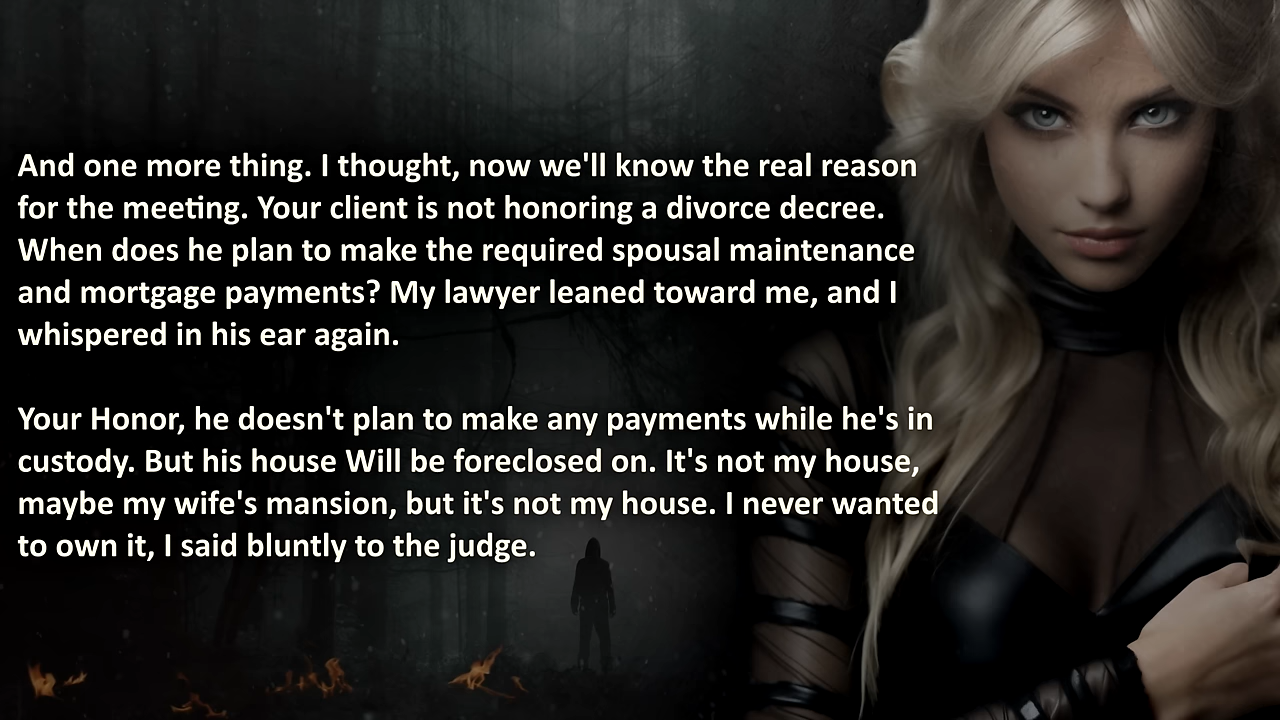 And one more thing. I thought, now we'll know the real reason
for the meeting. Your client is not honoring a divorce decree.
When does he plan to make the required spousal maintenance
and mortgage payments? My lawyer leaned toward me, and I
whispered in his ear again.
Your Honor, he doesn't plan to make any payments while he's in
custody. But his house Will be foreclosed on. It's not my house,
maybe my wife's mansion, but it's not my house. I never wanted
to own it, I said bluntly to the judge.